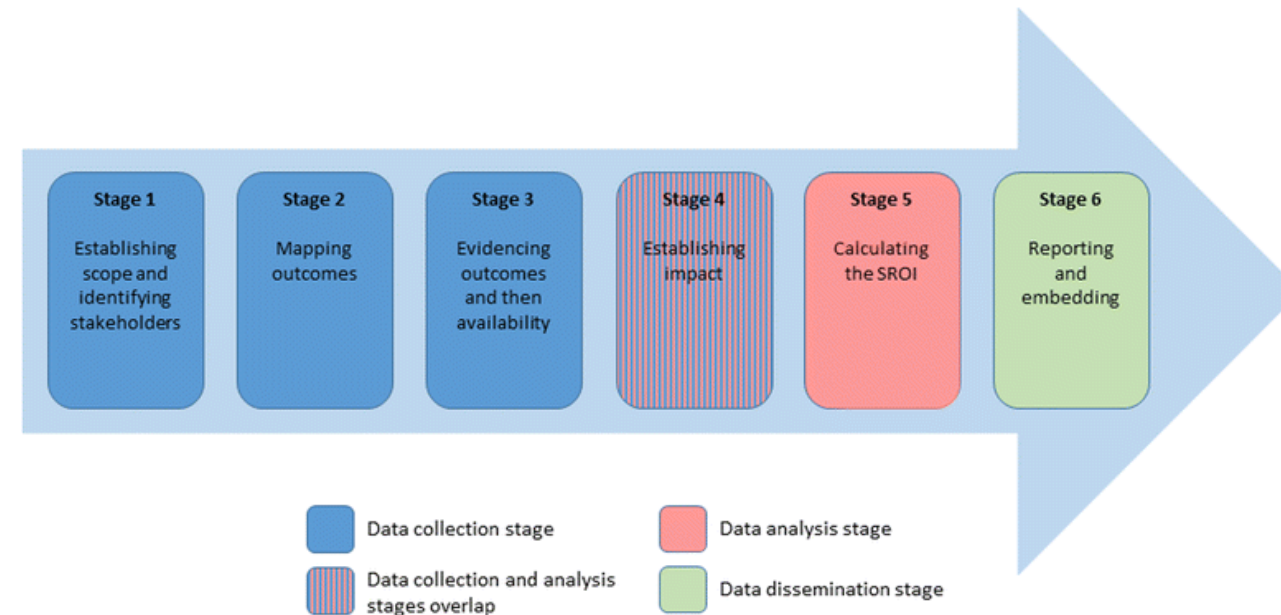 Stage 1
Establishing
scope and
identifying
stakeholders
Stage 2
Mapping
outcomes
Stage 3
Evidencing
outcomes
and then
availability
Stage 4
Establishing
impact
Stage 5
Calculating
the SROI
Stage 6
Reporting
and
embedding
Data collection stage
Data analysis stage
Data collection and analysis
stages overlap
Data dissemination stage